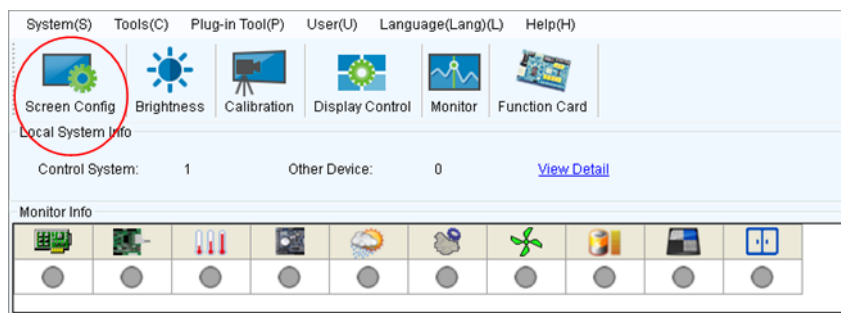 System(S) Tools(C) Plug-in Tool(P) User(U) Language(Lang)(L) Help(H)
Screen Config Brightness Calibration Display Control Monitor Function Card
Local System Info
Control System: 1 Other Device: 0 View Detail
Monitor Info